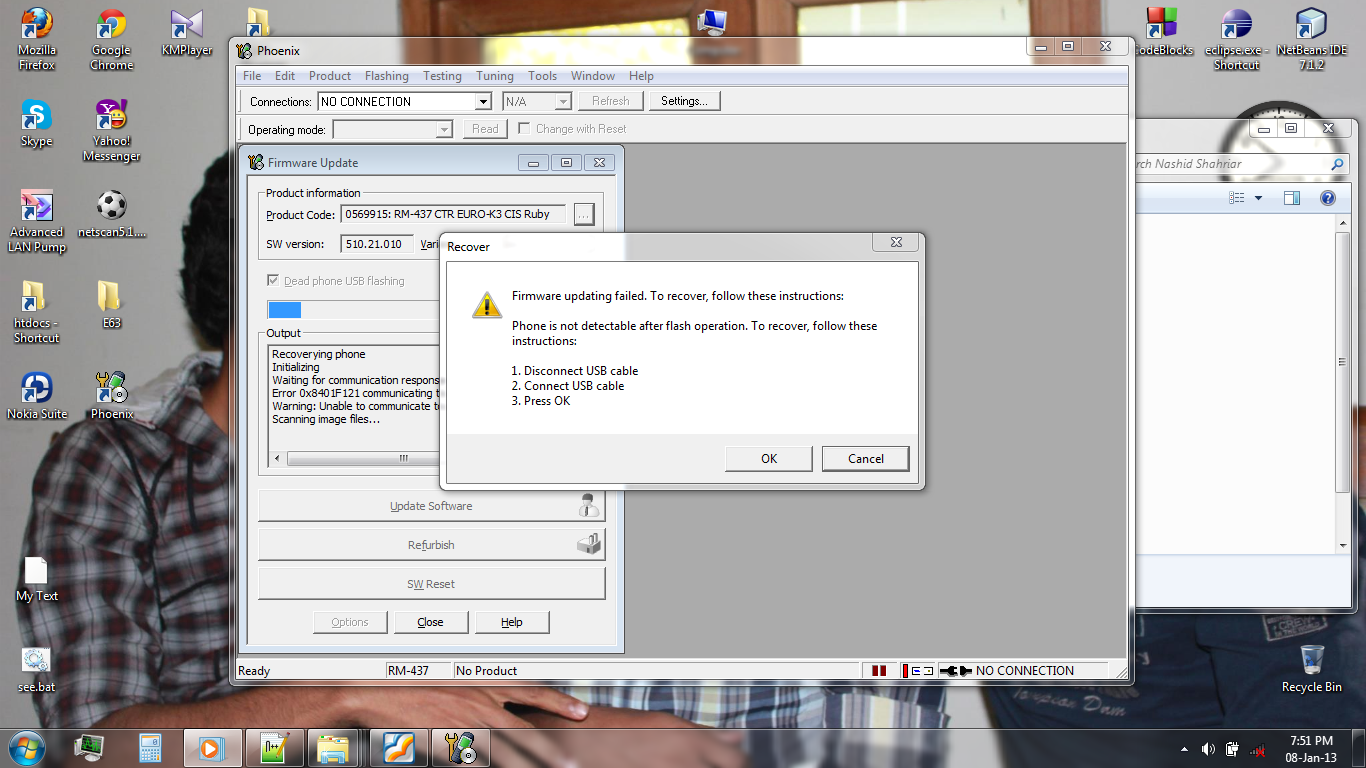 Mozilla Firefox
Google Chrome
KMPlayer
CodeBlocks
eclipse.exe - Shortcut
NetBeans IDE 7.1.2
Skype
Yahoo! Messenger
Advanced LAN Pump
netscan5.1....
htdocs - Shortcut
E63
Nokia Suite
Phoenix
My Text
see.bat
Recycle Bin
Phoenix
File Edit Product Flashing Testing Tuning Tools Window Help
Connections: NO CONNECTION N/A Refresh Settings...
Operating mode: Read Change with Reset
rch Nashid Shahriar
Firmware Update
Product information
Product Code: 0569915: RM-437 CTR EURO-K3 CIS Ruby ...
SW version: 510.21.010
Dead phone USB flashing
Output
Recoverying phone
Initializing
Waiting for communication respons
Error 0x8401F121 communicating
Warning: Unable to communicate
Scanning image files...
Update Software
Refurbish
SW Reset
Options Close Help
Recover
Firmware updating failed. To recover, follow these instructions:
Phone is not detectable after flash operation. To recover, follow these
instructions:
1. Disconnect USB cable
2. Connect USB cable
3. Press OK
OK Cancel
Ready RM-437 No Product NO CONNECTION
7:51 PM
08-Jan-13